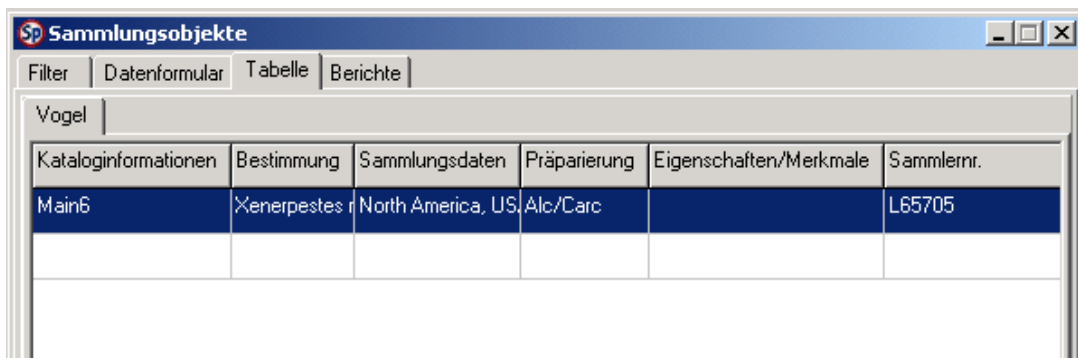 Sp Sammlungsobjekte
Filter Datenformular Tabelle Berichte
Vogel
Kataloginformationen Bestimmung Sammlungsdaten Präparierung Eigenschaften/Merkmale Sammlernr.
Main6 Xenerpestes North America, US Alc/Carc L65705